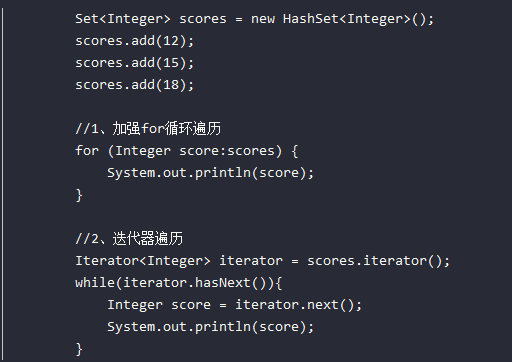 Set<Integer> scores = new HashSet<Integer>();
scores.add(12);
scores.add(15);
scores.add(18);
//1、加强for循环遍历
for (Integer score:scores) {
System.out.println(score);
}
//2、迭代器遍历
Iterator<Integer> iterator = scores.iterator();
while(iterator.hasNext()){
Integer score = iterator.next();
System.out.println(score);
}